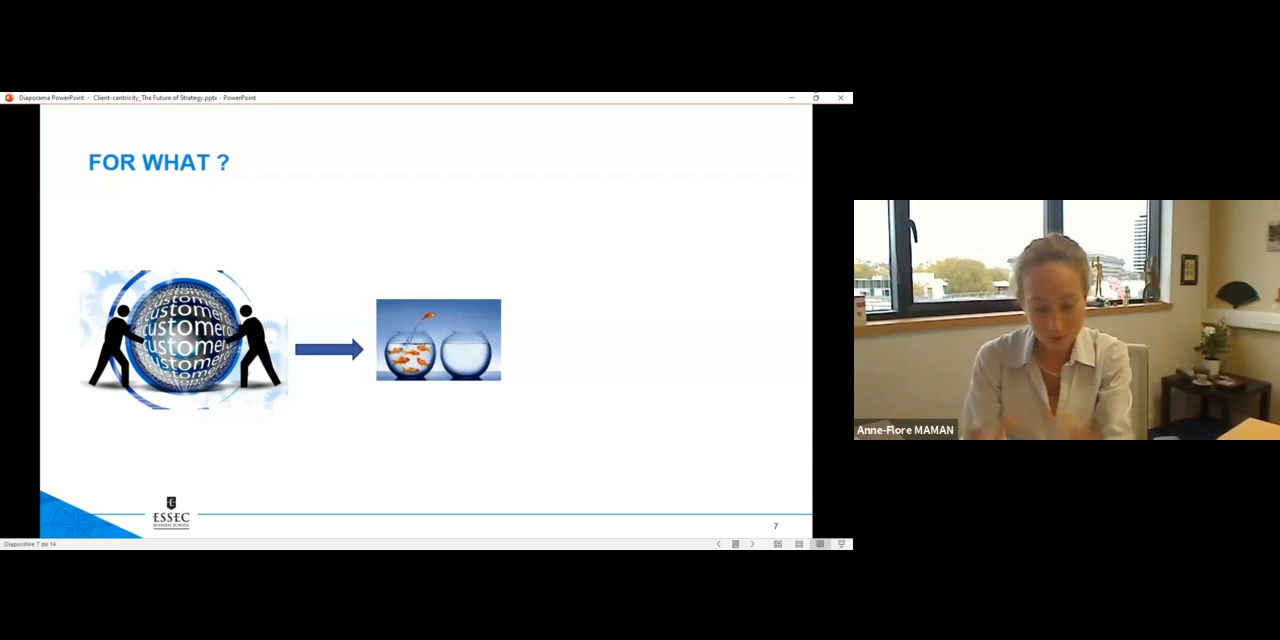 Diaporama PowerPoint - Client-centricity_The Future of Strategy.pptx - PowerPoint
FOR WHAT ?
customer
customer
customer
customer
customer
ESSEC
BUSINESS SCHOOL
7
Diapositive 7 de 14
Anne-Flore MAMAN